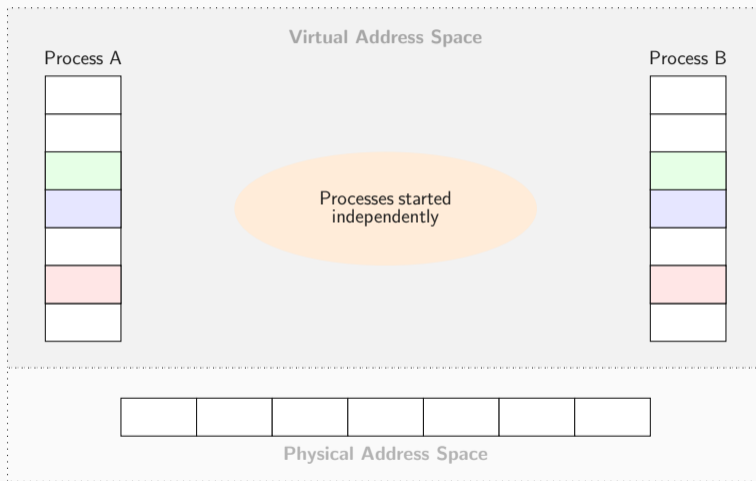 Virtual Address Space
Process A
Process B
Processes started
independently
Physical Address Space